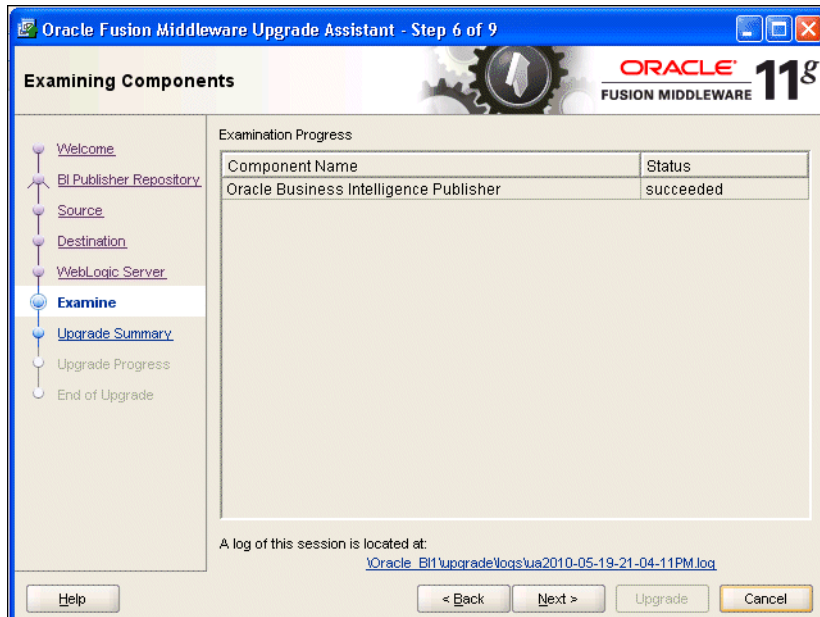 Oracle Fusion Middleware Upgrade Assistant - Step 6 of 9
Examining Components
ORACLE
FUSION MIDDLEWARE 11g
Welcome
BI Publisher Repository
Source
Destination
WebLogic Server
Examine
Upgrade Summary
Upgrade Progress
End of Upgrade
Examination Progress
Component Name Status
Oracle Business Intelligence Publisher succeeded
A log of this session is located at:
\Oracle_BI1\upgrade\logs\ua2010-05-19-21-04-11PM.log
Help < Back Next > Upgrade Cancel